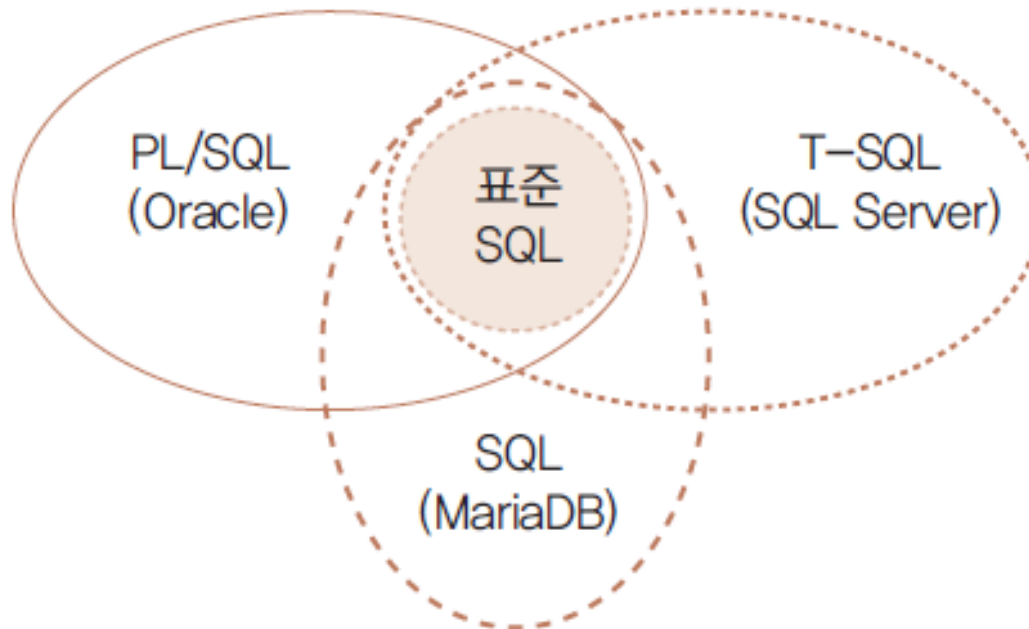 PL/SQL
(Oracle)
표준
SQL
T-SQL
(SQL Server)
SQL
(MariaDB)